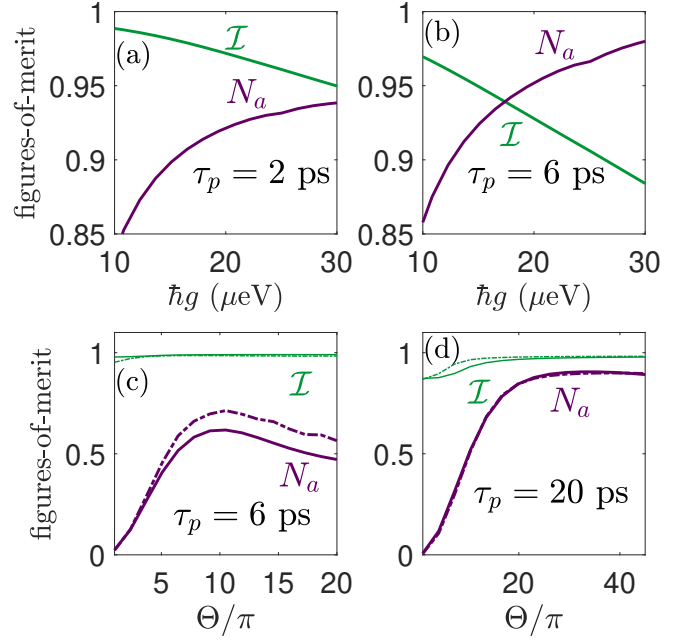 figures-of-merit
1
0.95
0.9
0.85
(a)
𝓘
N_a
τ_p = 2 ps
10 20 30
ħg (μeV)
1
0.95
0.9
0.85
(b)
N_a
𝓘
τ_p = 6 ps
10 20 30
ħg (μeV)
figures-of-merit
1
0.5
0
(c)
𝓘
N_a
τ_p = 6 ps
5 10 15 20
Θ/π
1
0.5
0
(d)
𝓘
N_a
τ_p = 20 ps
20 40
Θ/π